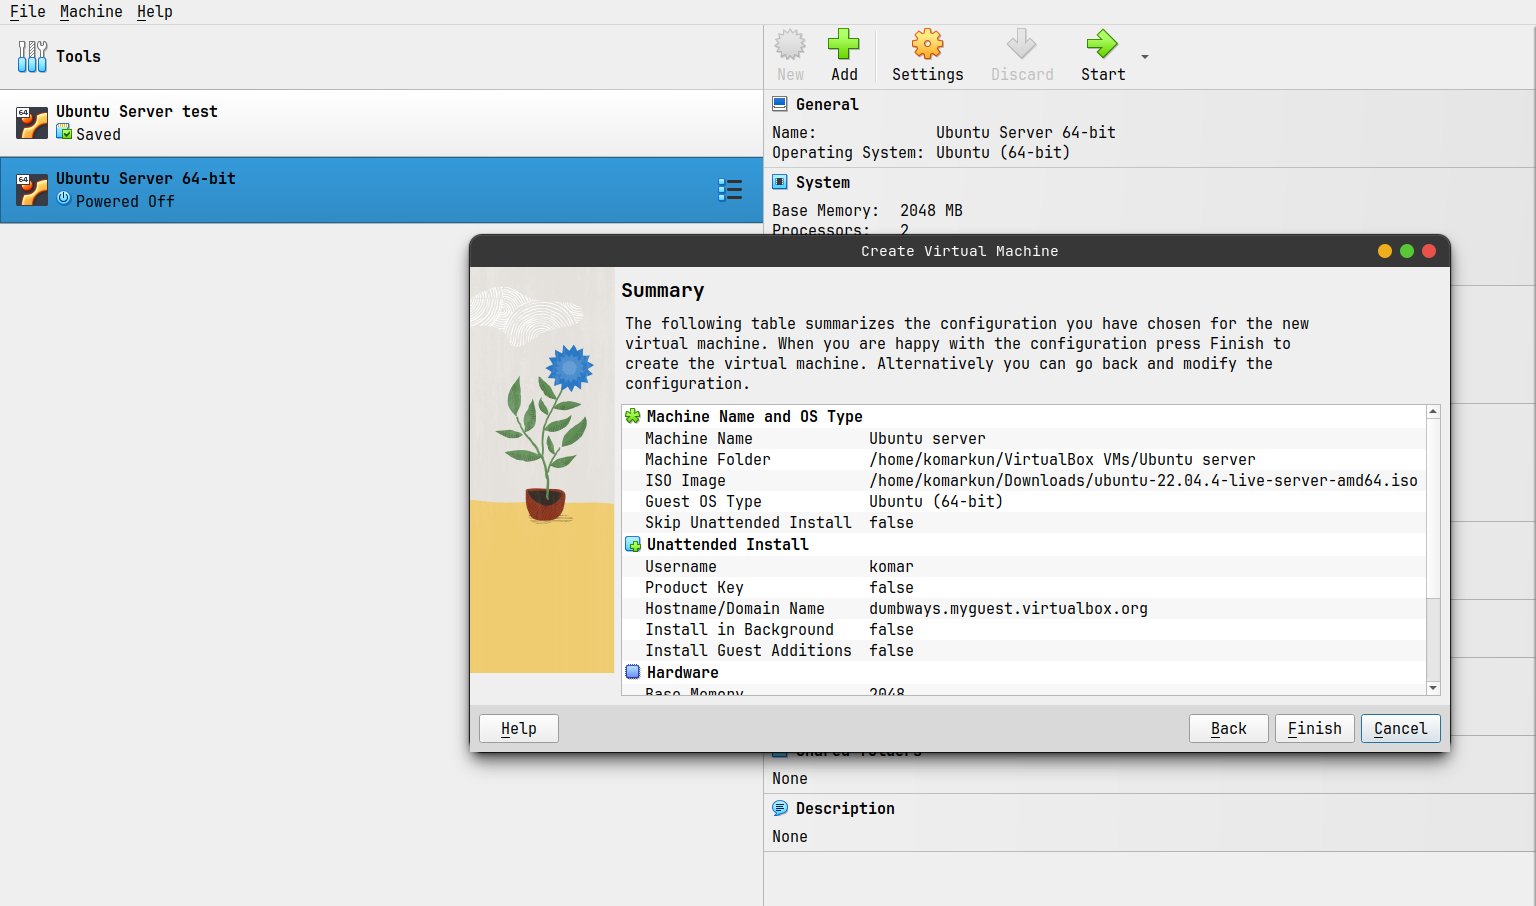 File Machine Help
Tools
New Add Settings Discard Start
64
Ubuntu Server test
Saved
64
Ubuntu Server 64-bit
Powered Off
General
Name: Ubuntu Server 64-bit
Operating System: Ubuntu (64-bit)
System
Base Memory: 2048 MB
Processors: 2
Create Virtual Machine
Summary
The following table summarizes the configuration you have chosen for the new
virtual machine. When you are happy with the configuration press Finish to
create the virtual machine. Alternatively you can go back and modify the
configuration.
Machine Name and OS Type
Machine Name Ubuntu server
Machine Folder /home/komarkun/VirtualBox VMs/Ubuntu server
ISO Image /home/komarkun/Downloads/ubuntu-22.04.4-live-server-amd64.iso
Guest OS Type Ubuntu (64-bit)
Skip Unattended Install false
Unattended Install
Username komar
Product Key false
Hostname/Domain Name dumbways.myguest.virtualbox.org
Install in Background false
Install Guest Additions false
Hardware
Base Memory 2048
Help Back Finish Cancel
Shared folders
None
Description
None